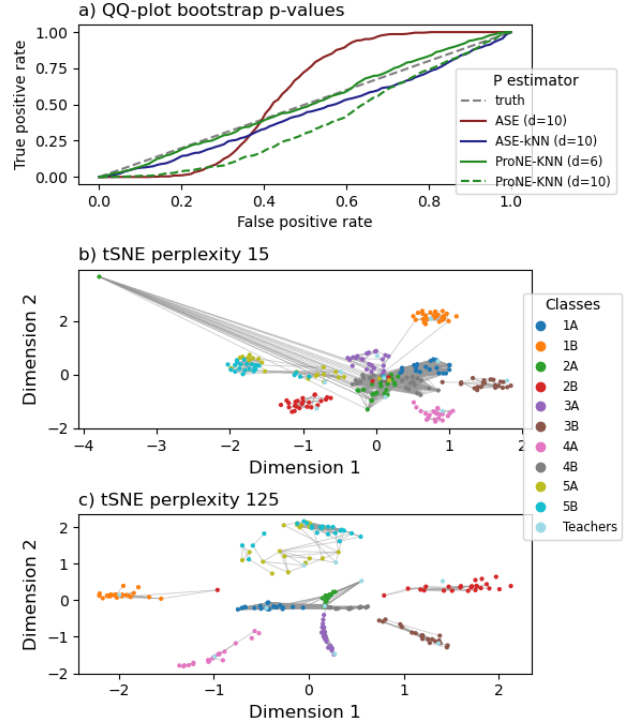 a) QQ-plot bootstrap p-values
True positive rate
1.00
0.75
0.50
0.25
0.00
0.0 0.2 0.4 0.6 0.8 1.0
False positive rate
P estimator
truth
ASE (d=10)
ASE-kNN (d=10)
ProNE-KNN (d=6)
ProNE-KNN (d=10)
b) tSNE perplexity 15
Dimension 2
2
0
−2
−4 −3 −2 −1 0 1 2
Dimension 1
Classes
1A
1B
2A
2B
3A
3B
4A
4B
5A
5B
Teachers
c) tSNE perplexity 125
Dimension 2
2
1
0
−1
−2
−2 −1 0 1 2
Dimension 1